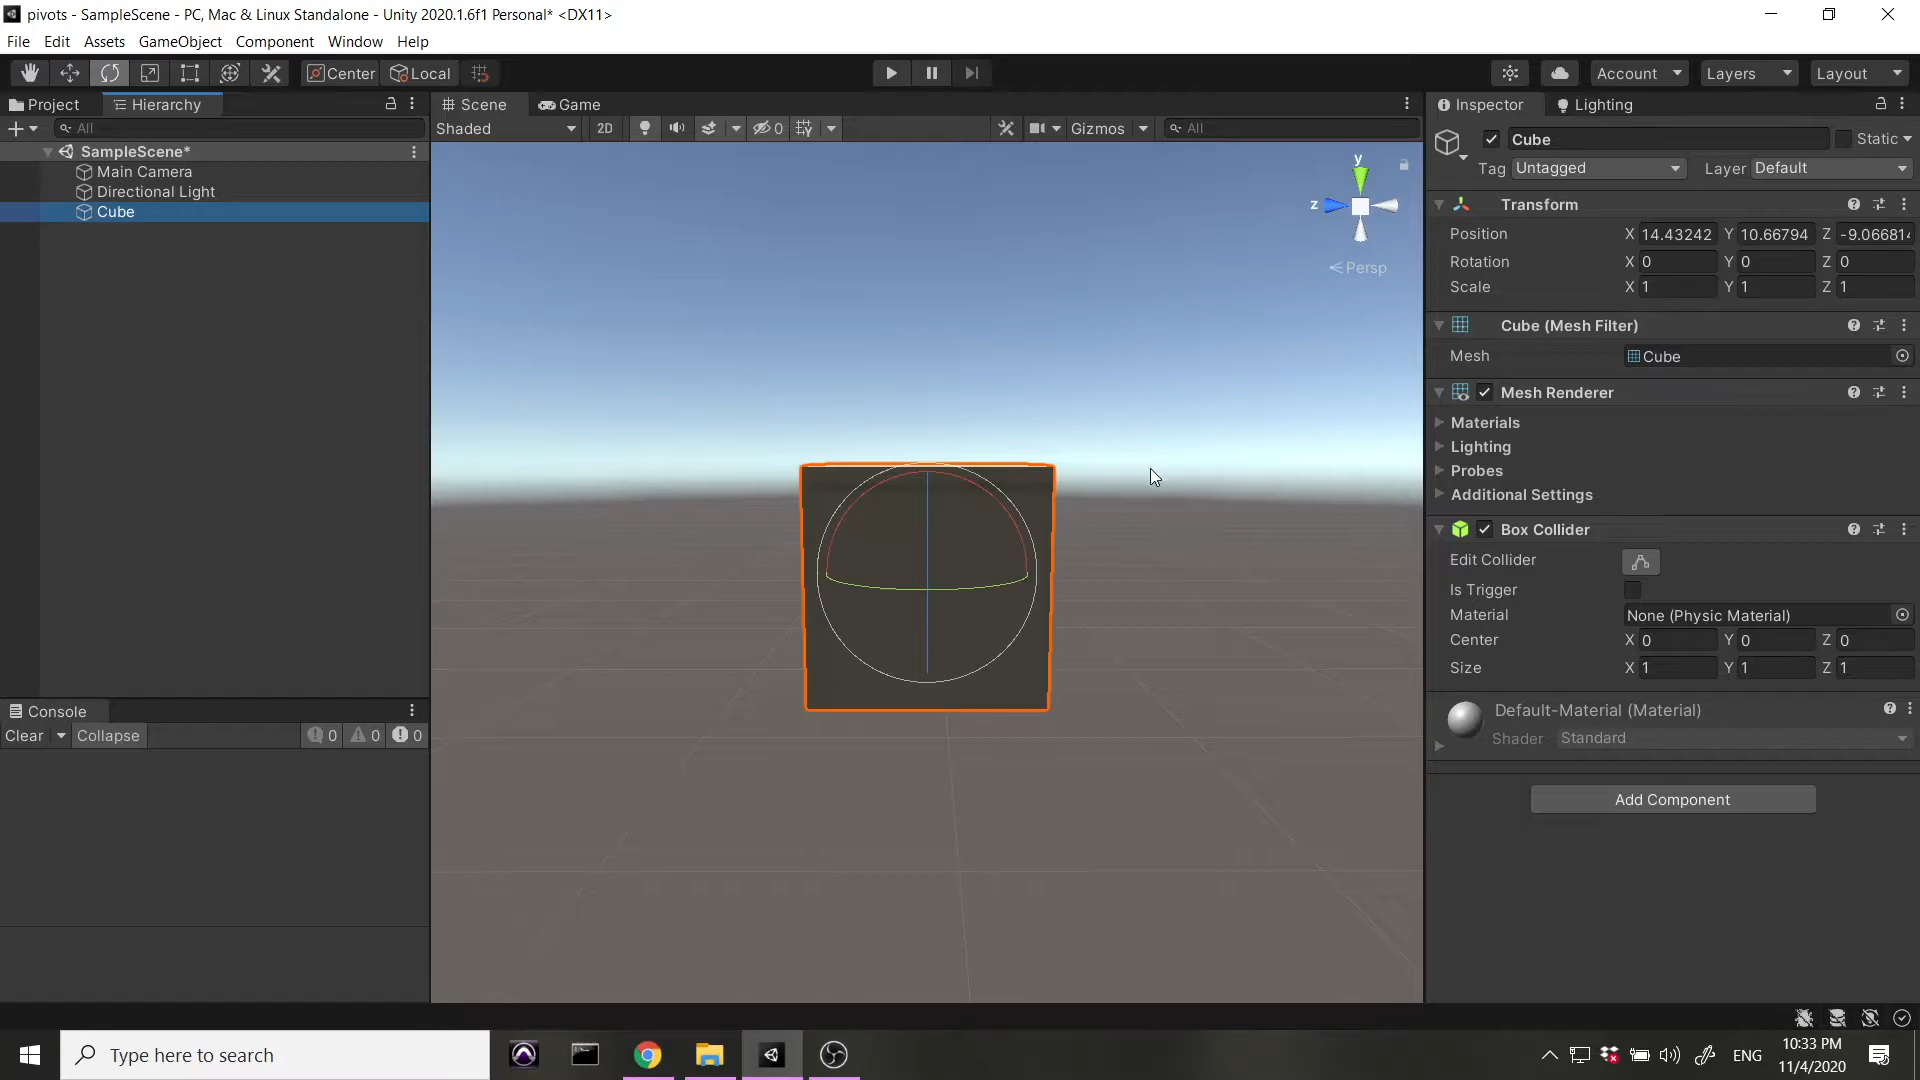 pivots - SampleScene - PC, Mac & Linux Standalone - Unity 2020.1.6f1 Personal* <DX11>
File Edit Assets GameObject Component Window Help
Center Local Account Layers Layout
Project Hierarchy
All
SampleScene*
Main Camera
Directional Light
Cube
Console
Clear Collapse 0 0 0
Scene Game
Shaded 2D 0 Gizmos All
y
z
Persp
Inspector Lighting
Cube Static
Tag Untagged Layer Default
Transform
Position X 14.43242 Y 10.66794 Z -9.06681
Rotation X 0 Y 0 Z 0
Scale X 1 Y 1 Z 1
Cube (Mesh Filter)
Mesh Cube
Mesh Renderer
Materials
Lighting
Probes
Additional Settings
Box Collider
Edit Collider
Is Trigger
Material None (Physic Material)
Center X 0 Y 0 Z 0
Size X 1 Y 1 Z 1
Default-Material (Material)
Shader Standard
Add Component
Type here to search
ENG
10:33 PM
11/4/2020